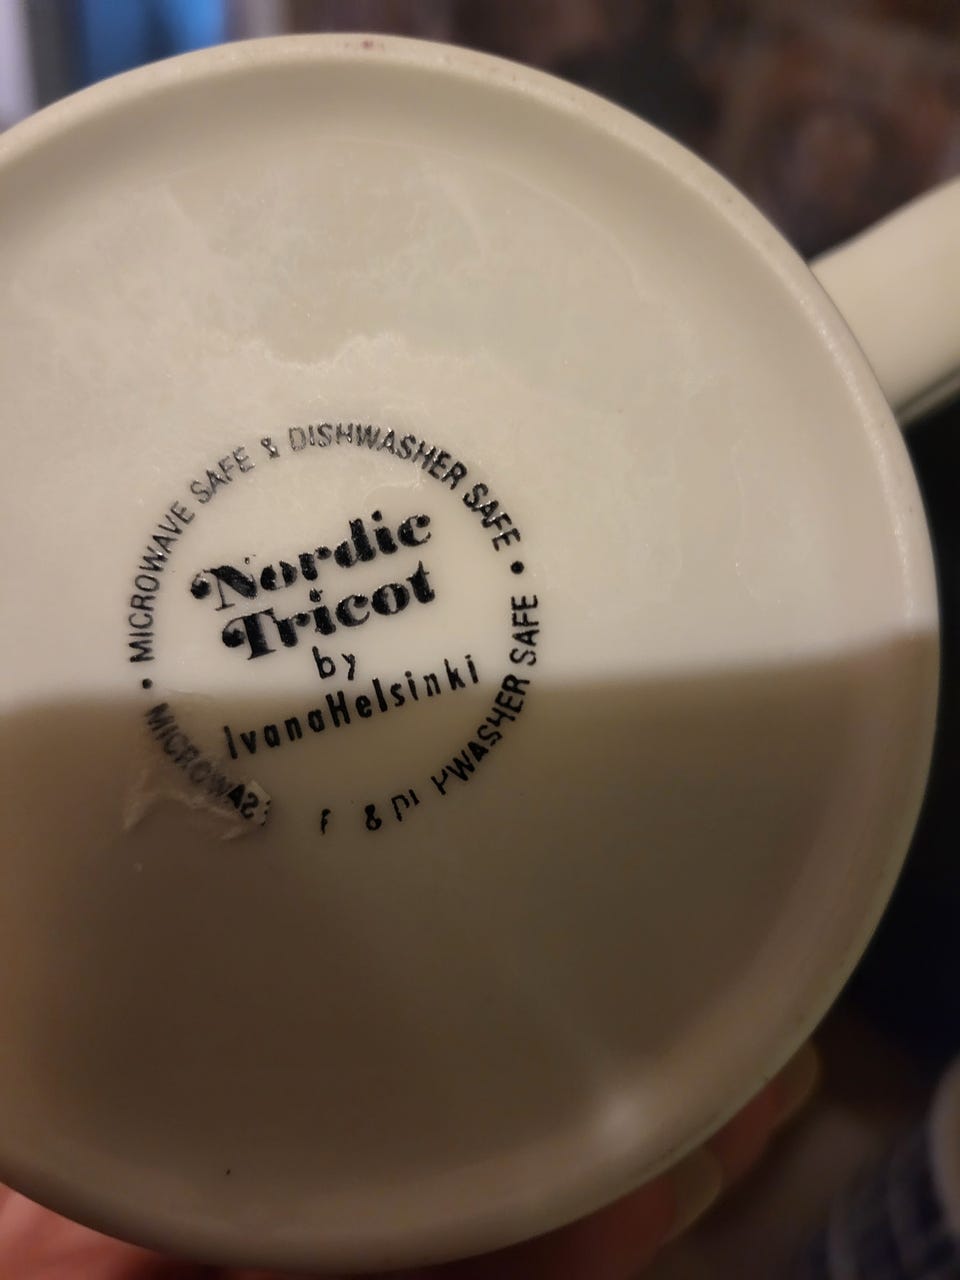 • MICROWAVE SAFE & DISHWASHER SAFE •
Nordic
Tricot
by
IvanaHelsinki
& WASHER SAFE